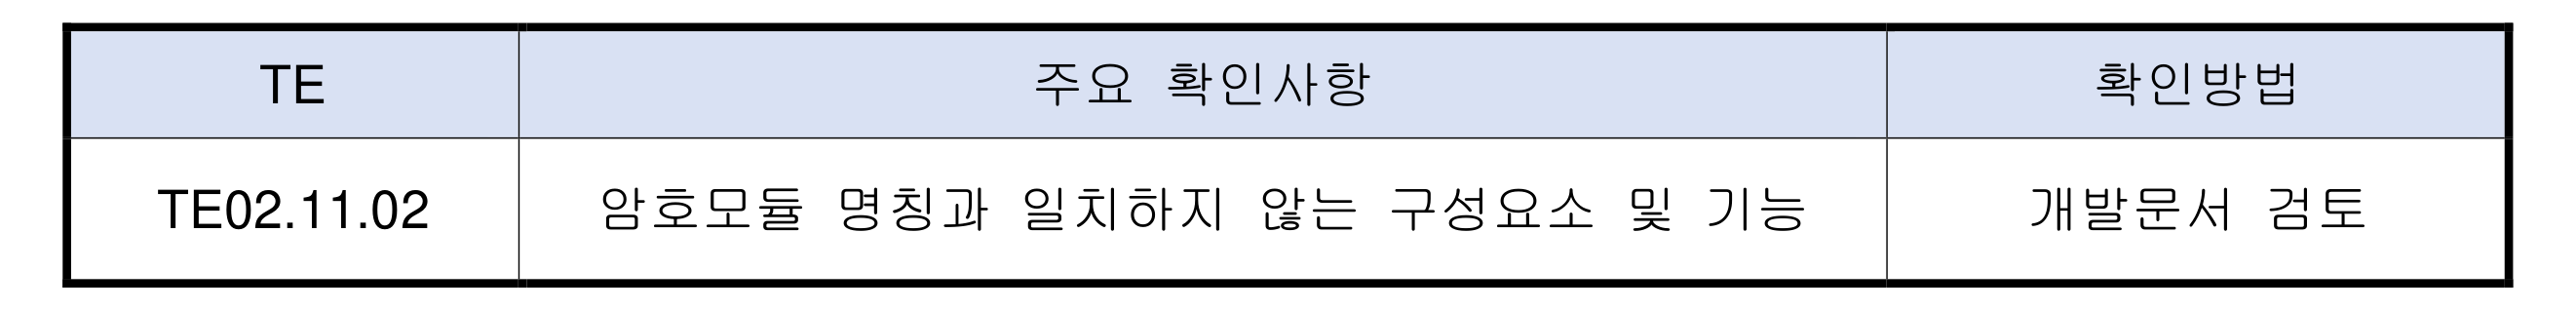 TE 주요 확인사항 확인방법
TE02.11.02 암호모듈 명칭과 일치하지 않는 구성요소 및 기능 개발문서 검토